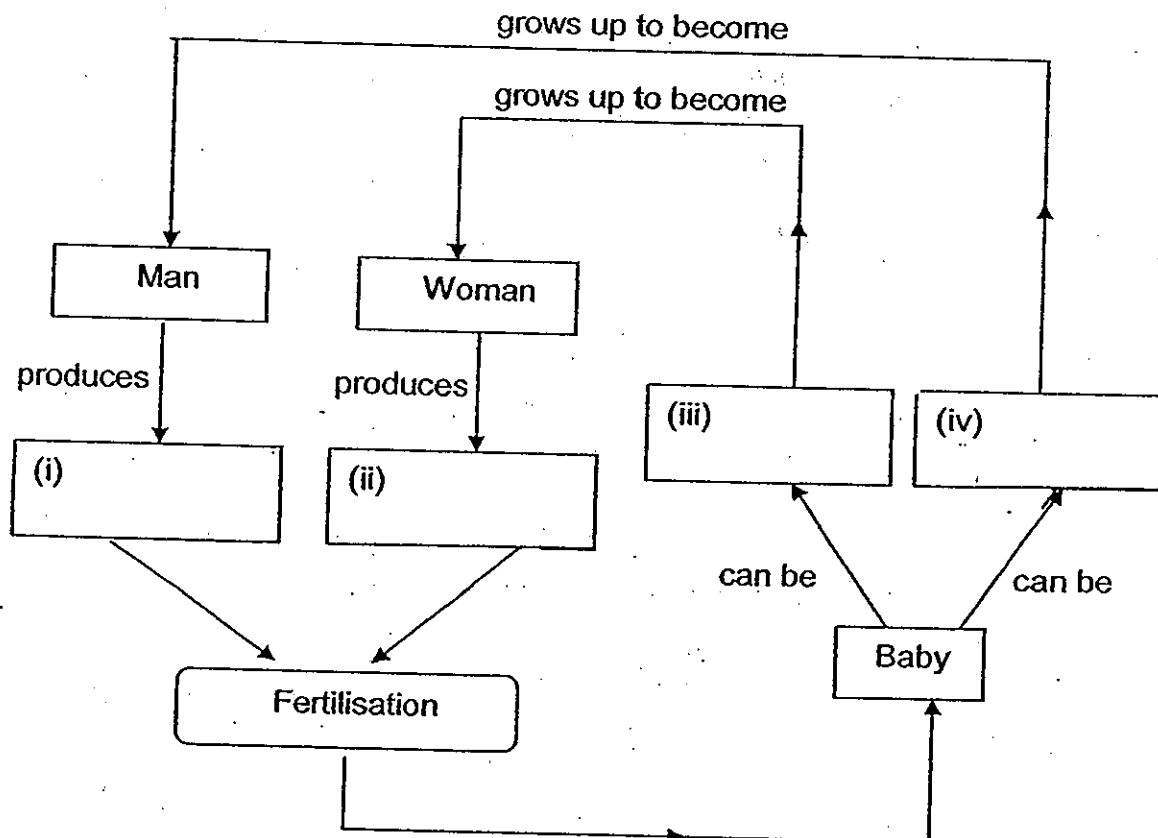 grows up to become
grows up to become
Man
Woman
produces
produces
(i)
(ii)
(iii)
(iv)
can be
can be
Baby
Fertilisation